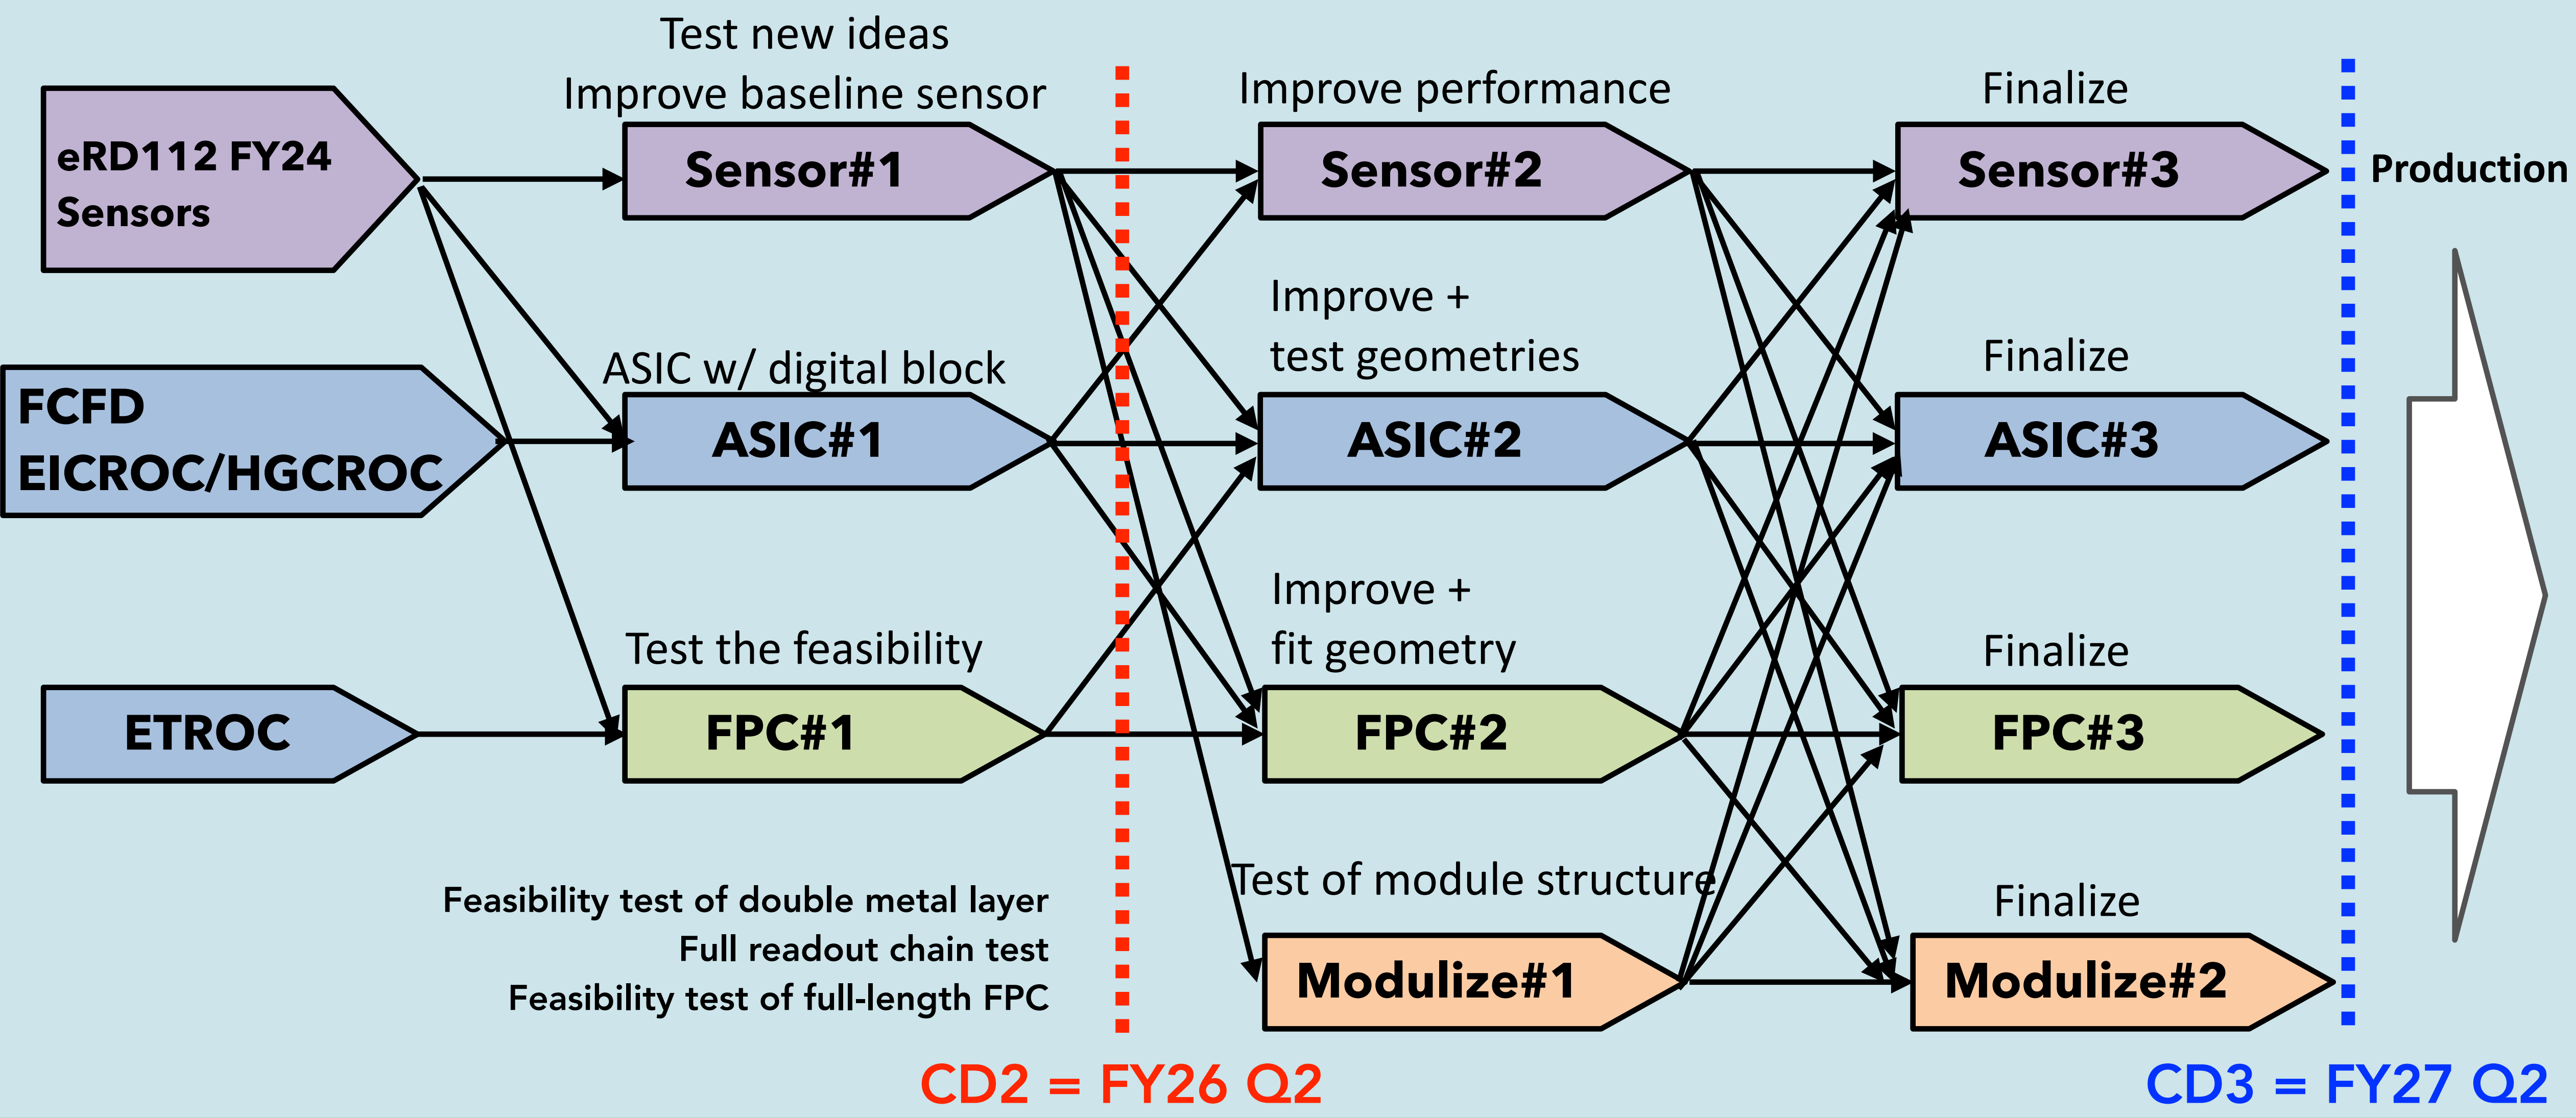 Test new ideas
Improve baseline sensor
Improve performance
Finalize
eRD112 FY24
Sensors
Sensor#1
Sensor#2
Sensor#3
Production
Improve +
test geometries
ASIC w/ digital block
Finalize
FCFD
EICROC/HGCROC
ASIC#1
ASIC#2
ASIC#3
Improve +
fit geometry
Test the feasibility
Finalize
ETROC
FPC#1
FPC#2
FPC#3
Feasibility test of double metal layer
Full readout chain test
Feasibility test of full-length FPC
Test of module structure
Finalize
Modulize#1
Modulize#2
CD2 = FY26 Q2
CD3 = FY27 Q2